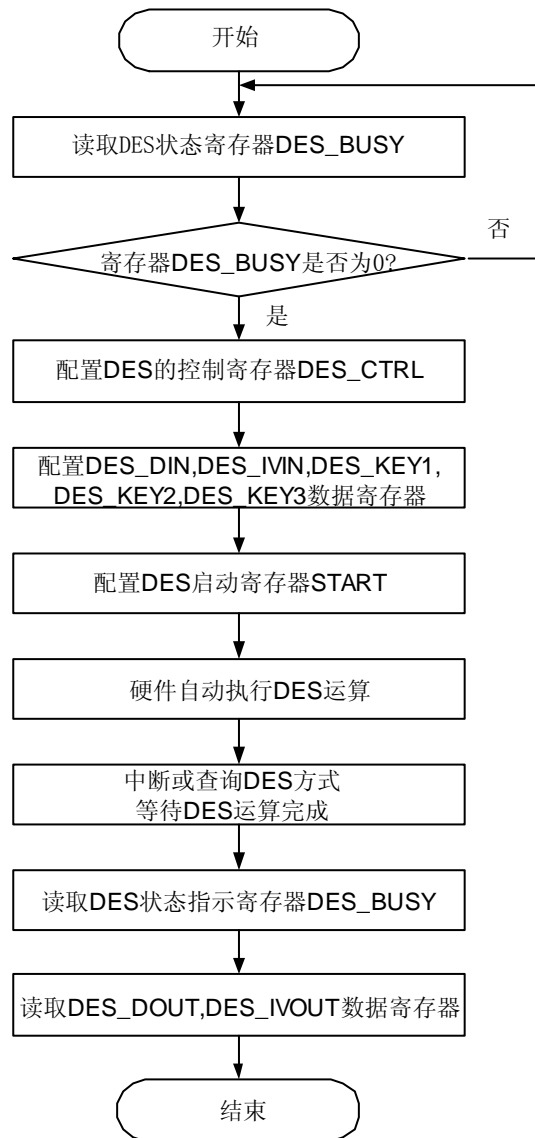 开始
读取DES状态寄存器DES_BUSY
否
寄存器DES_BUSY是否为0?
是
配置DES的控制寄存器DES_CTRL
配置DES_DIN,DES_IVIN,DES_KEY1,
DES_KEY2,DES_KEY3数据寄存器
配置DES启动寄存器START
硬件自动执行DES运算
中断或查询DES方式
等待DES运算完成
读取DES状态指示寄存器DES_BUSY
读取DES_DOUT,DES_IVOUT数据寄存器
结束